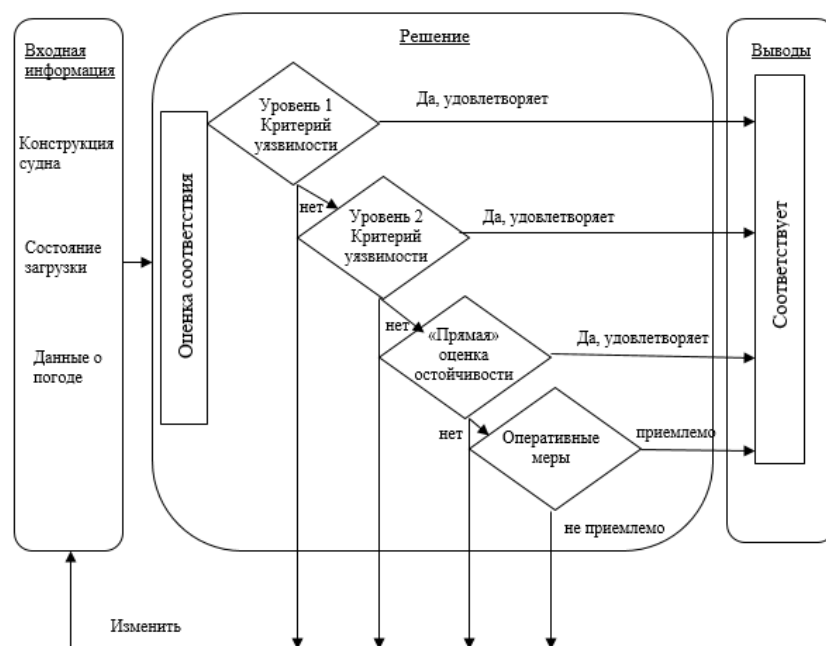 Входная
информация
Конструкция
судна
Состояние
загрузки
Данные о
погоде
Решение
Оценка соответствия
Уровень 1
Критерий
уязвимости
Да, удовлетворяет
нет
Уровень 2
Критерий
уязвимости
Да, удовлетворяет
нет
«Прямая»
оценка
остойчивости
Да, удовлетворяет
нет
Оперативные
меры
приемлемо
не приемлемо
Выводы
Соответствует
Изменить